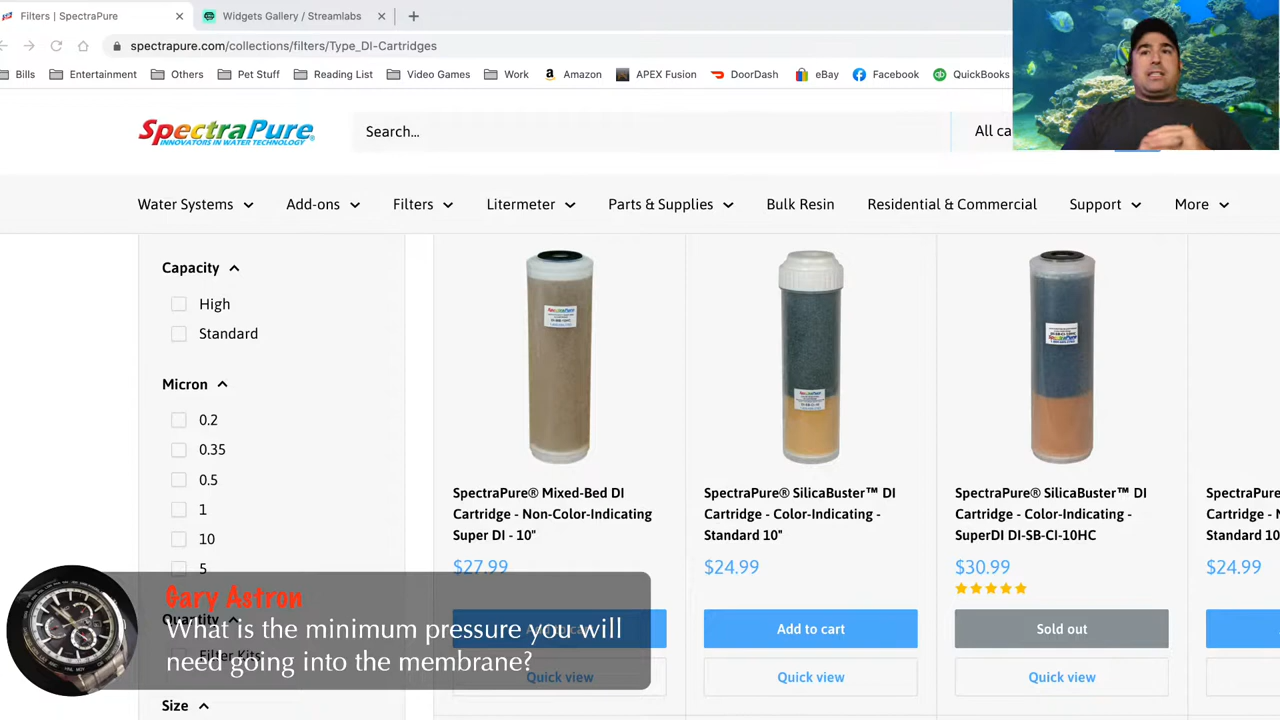 Filters | SpectraPure
Widgets Gallery / Streamlabs
spectrapure.com/collections/filters/Type_DI-Cartridges
Bills
Entertainment
Others
Pet Stuff
Reading List
Video Games
Work
Amazon
APEX Fusion
DoorDash
eBay
Facebook
QuickBooks
SpectraPure
INNOVATORS IN WATER TECHNOLOGY
Search...
All ca
Water Systems
Add-ons
Filters
Litermeter
Parts & Supplies
Bulk Resin
Residential & Commercial
Support
More
Capacity
High
Standard
Micron
0.2
0.35
0.5
1
10
5
Quantity
Filter Kits
Size
SpectraPure® Mixed-Bed DI
Cartridge - Non-Color-Indicating
Super DI - 10"
$27.99
Quick view
SpectraPure® SilicaBuster™ DI
Cartridge - Color-Indicating -
Standard 10"
$24.99
Add to cart
Quick view
SpectraPure® SilicaBuster™ DI
Cartridge - Color-Indicating -
SuperDI DI-SB-CI-10HC
$30.99
Sold out
Quick view
SpectraPure
Cartridge - N
Standard 10
$24.99
Gary Astron
What is the minimum pressure you will
need going into the membrane?